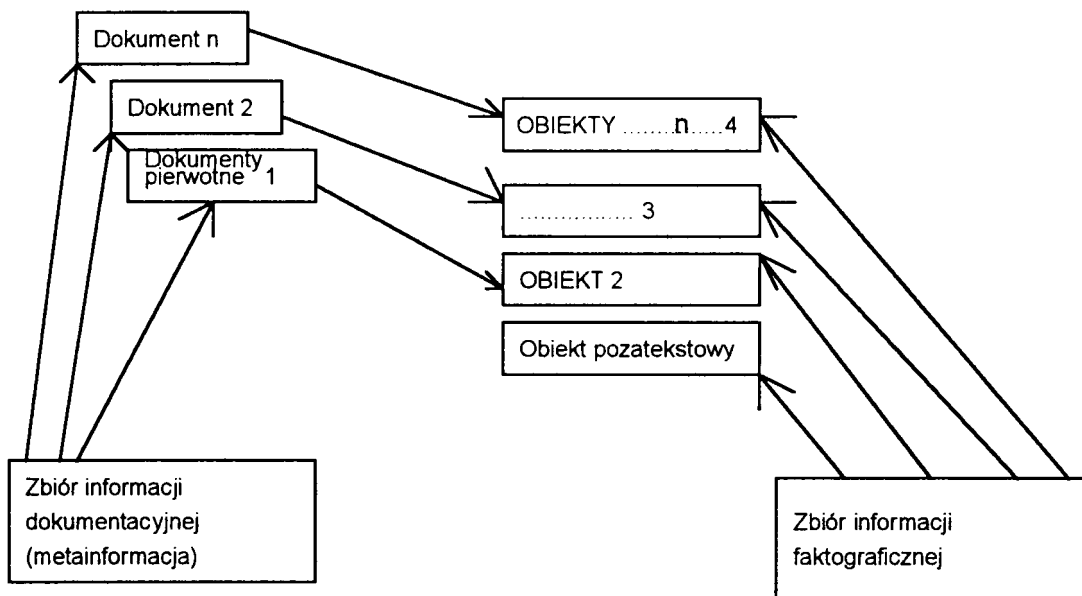 Dokument n
Dokument 2
Dokumenty
pierwotne 1
OBIEKTY ........n.....4
.................. 3
OBIEKT 2
Obiekt pozatekstowy
Zbiór informacji
dokumentacyjnej
(metainformacja)
Zbiór informacji
faktograficznej